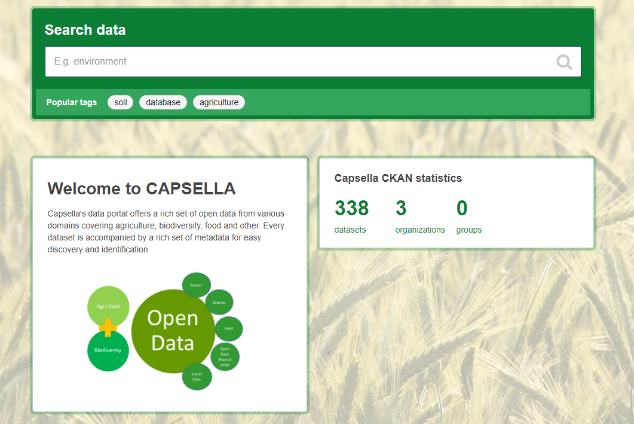 Search data
E.g. environment
Popular tags soil database agriculture
Welcome to CAPSELLA
Capsella's data portal offers a rich set of open data from various
domains covering agriculture, biodiversity, food and other. Every
dataset is accompanied by a rich set of metadata for easy
discovery and identification
Agri-food
Biodiversity
Open
Data
Open
Data
Capsella CKAN statistics
338 3 0
datasets organizations groups